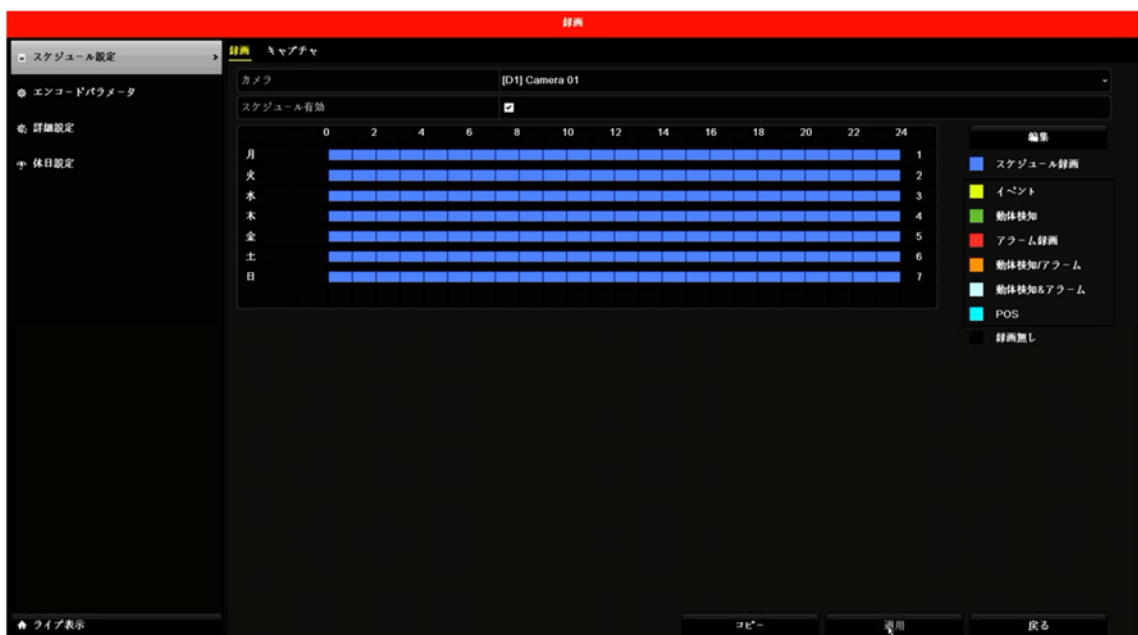 録画
スケジュール設定 >
エンコードパラメータ
詳細設定
休日設定
録画 キャプチャ
カメラ [D1] Camera 01
スケジュール有効
0 2 4 6 8 10 12 14 16 18 20 22 24
月 1
火 2
水 3
木 4
金 5
土 6
日 7
編集
スケジュール録画
イベント
動体検知
アラーム録画
動体検知/アラーム
動体検知&アラーム
POS
録画無し
ライブ表示
コピー 適用 戻る